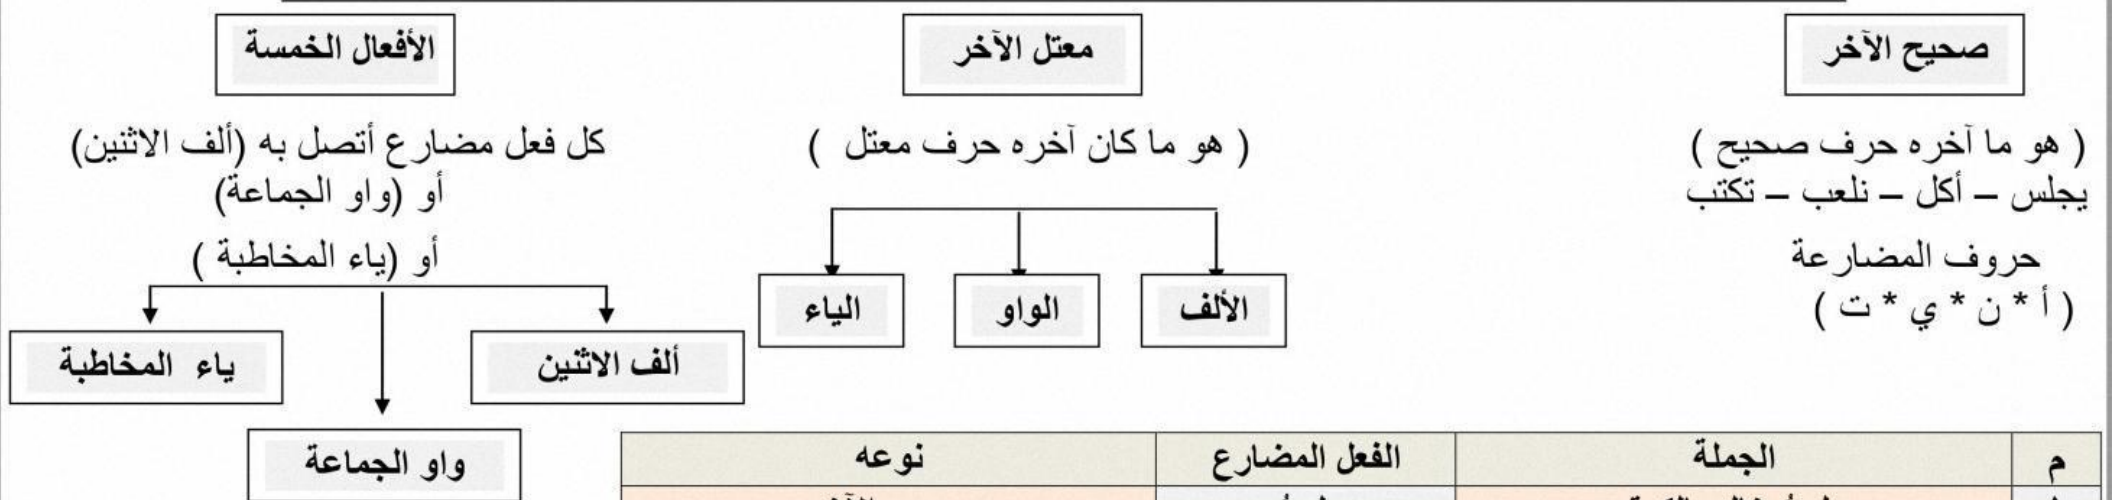 صحيح الآخر
( هو ما آخره حرف صحيح )
يجلس – أكل – نلعب – تكتب
حروف المضارعة
( أ * ن * ي * ت )
معتل الآخر
( هو ما كان آخره حرف معتل )
الألف
الواو
الياء
الأفعال الخمسة
كل فعل مضارع أتصل به (ألف الاثنين)
أو (واو الجماعة)
أو (ياء المخاطبة )
ألف الاثنين
ياء المخاطبة
واو الجماعة
م الجملة الفعل المضارع نوعه